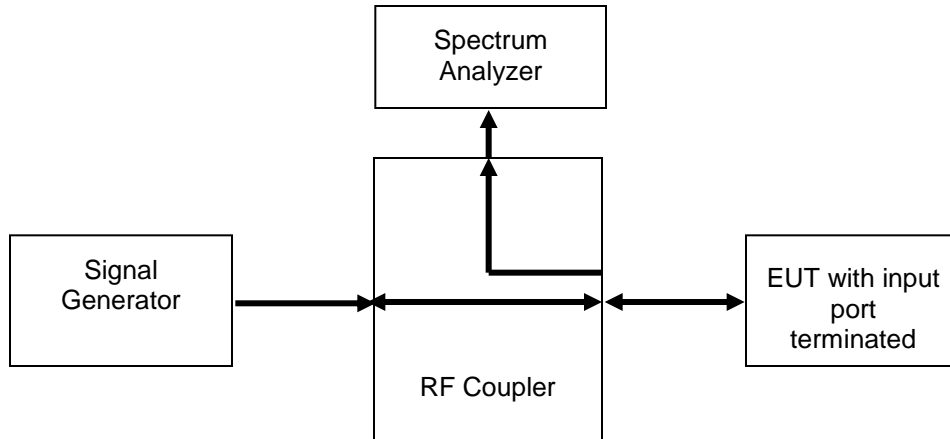 Spectrum
Analyzer
Signal
Generator
EUT with input
port
terminated
RF Coupler